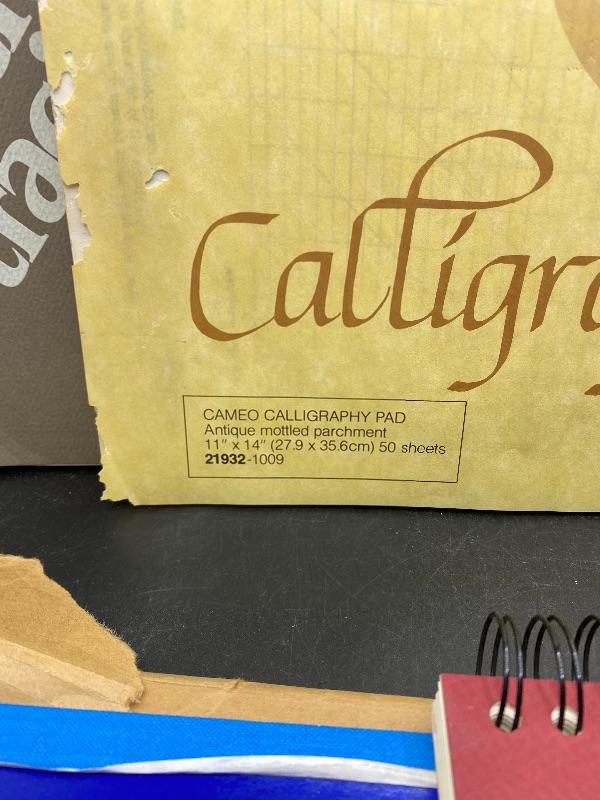 Calligra
CAMEO CALLIGRAPHY PAD
Antique mottled parchment
11" x 14" (27.9 x 35.6cm) 50 sheets
21932-1009